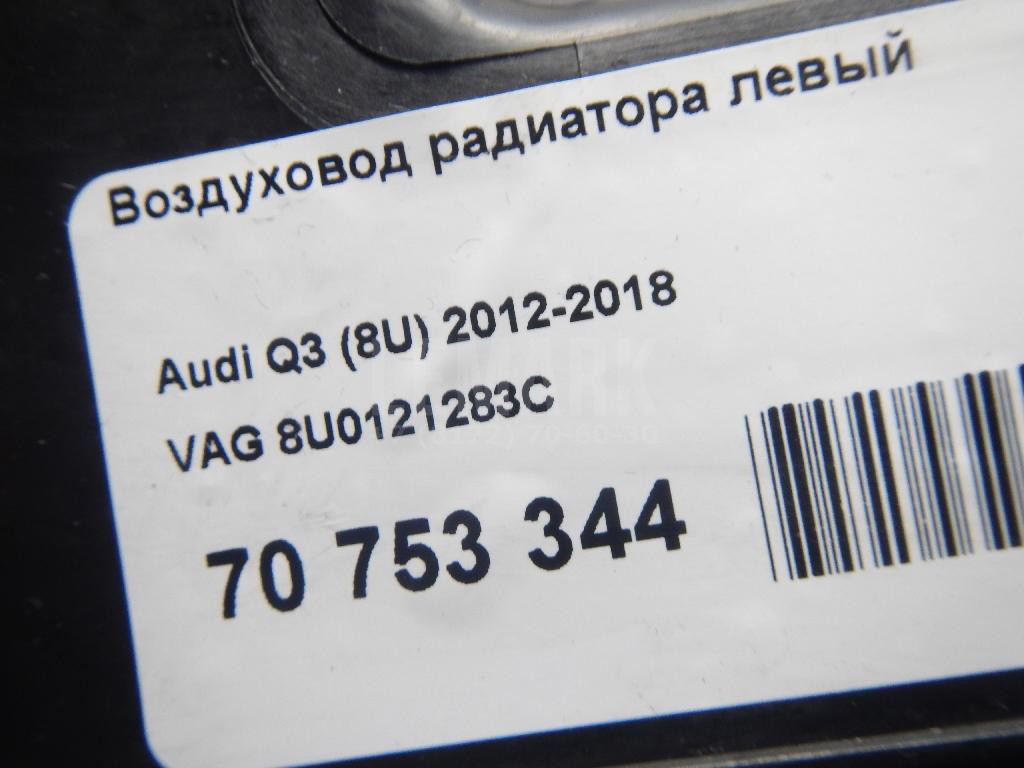 Воздуховод радиатора левый
Audi Q3 (8U) 2012-2018
VAG 8U0121283C
70 753 344